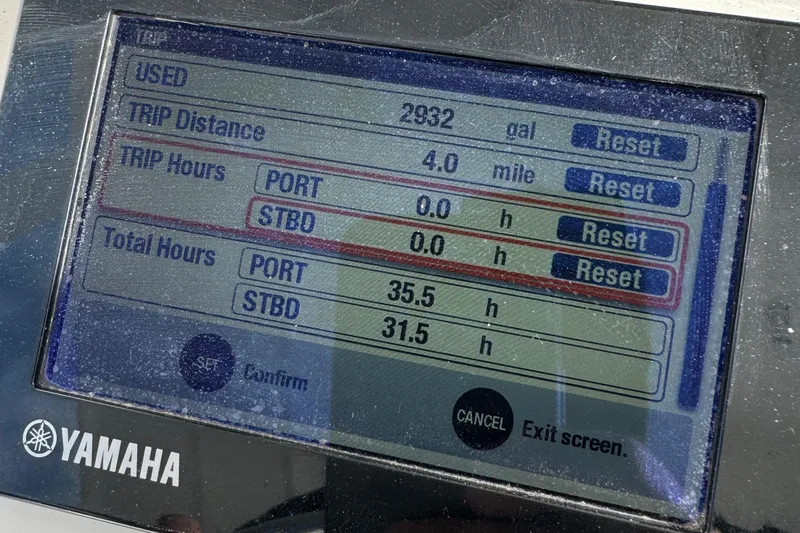 TRIP
USED 2932 gal Reset
TRIP Distance 4.0 mile Reset
TRIP Hours PORT 0.0 h Reset
STBD 0.0 h Reset
Total Hours PORT 35.5 h
STBD 31.5 h
SET Confirm
CANCEL Exit screen.
YAMAHA